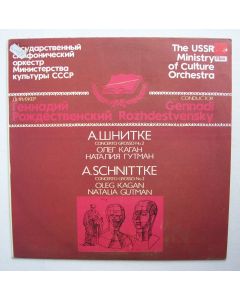 Государственный
симфонический
оркестр
Министерства
культуры СССР
The USSR
Ministry
of Culture
Orchestra
ДИРИЖЕР
Геннадий
Рождественский
CONDUCTOR
Gennadi
Rozhdestvensky
А.ШНИТКЕ
CONCERTO GROSSO No 2
ОЛЕГ КАГАН
НАТАЛИЯ ГУТМАН
A.SCHNITTKE
CONCERTO GROSSO No 2
OLEG KAGAN
NATALIA GUTMAN